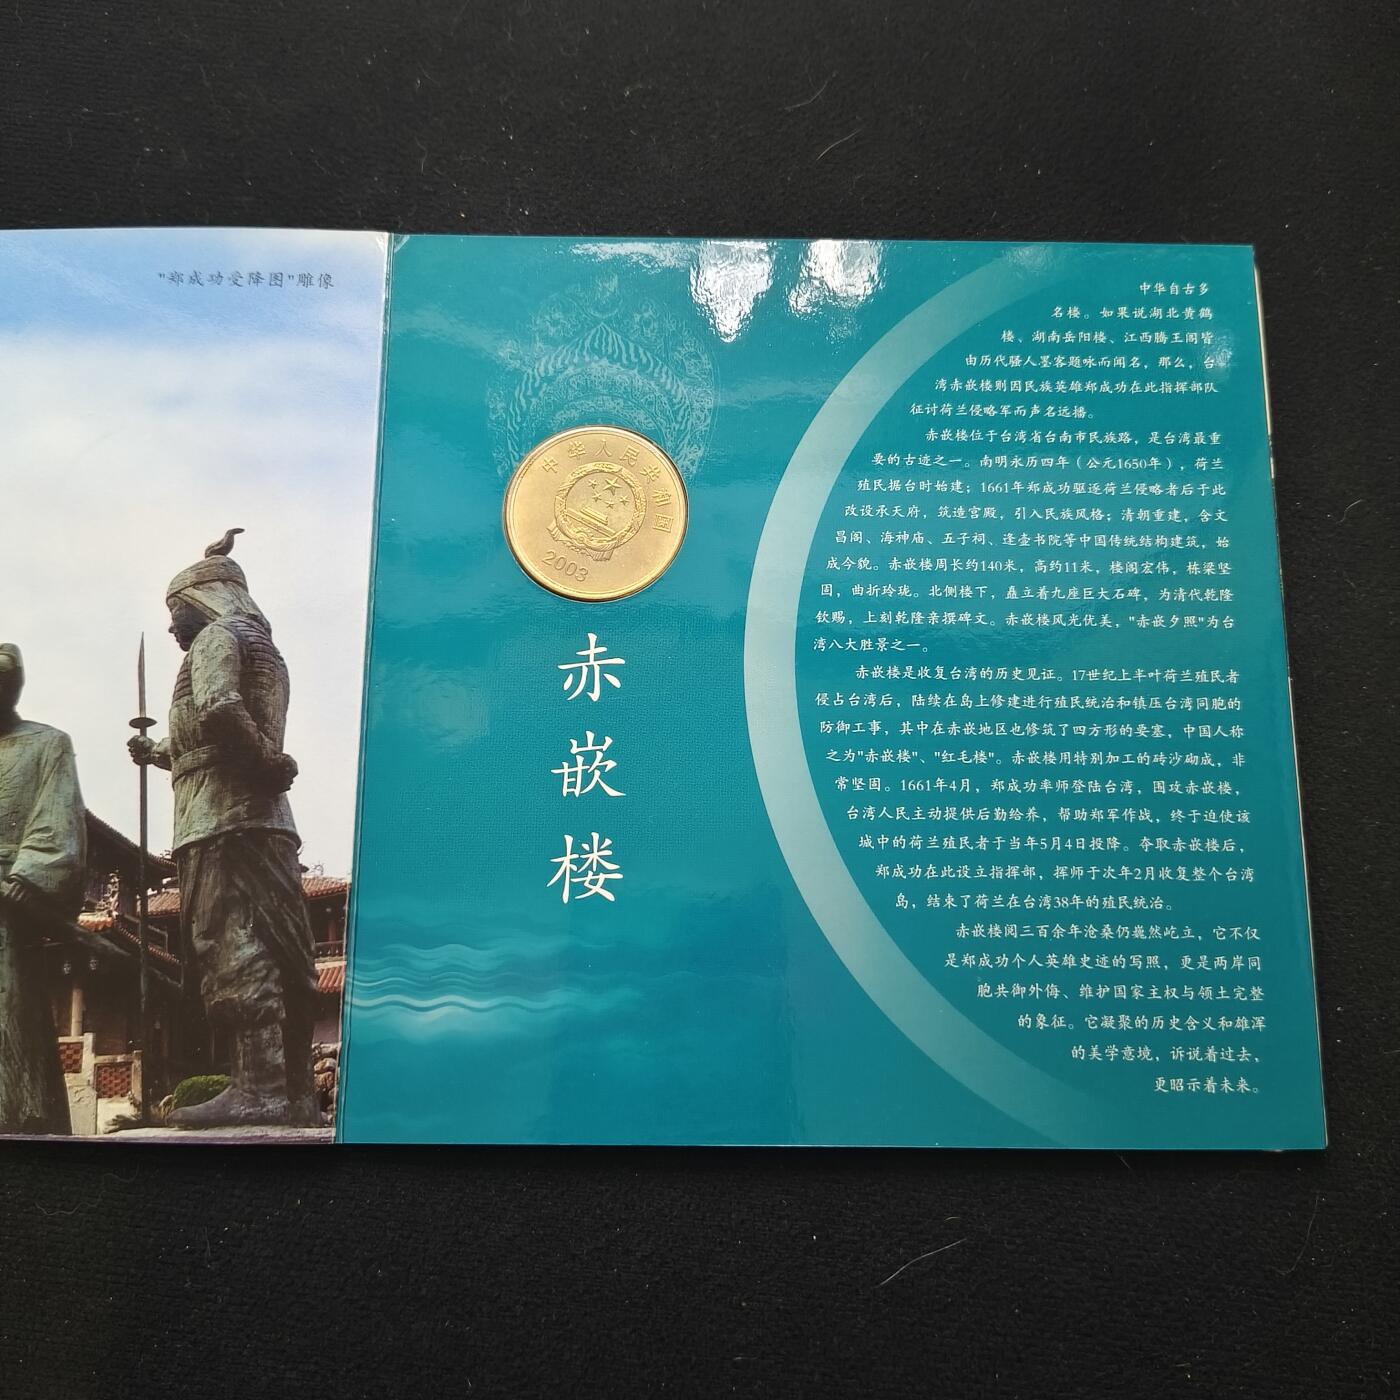 "郑成功受降图"雕像
中华人民共和国
2003
赤嵌楼
中华自古多
名楼。如果说湖北黄鹤
楼、湖南岳阳楼、江西腾王阁皆
由历代骚人墨客题咏而闻名，那么，台
湾赤嵌楼则因民族英雄郑成功在此指挥部队
征讨荷兰侵略军而声名远播。
赤嵌楼位于台湾省台南市民族路，是台湾最重
要的古迹之一。南明永历四年（公元1650年），荷兰
殖民据台时始建；1661年郑成功驱逐荷兰侵略者后于此
改设承天府，筑造宫殿，引入民族风格；清朝重建，含文
昌阁、海神庙、五子祠、逢壶书院等中国传统结构建筑，始
成今貌。赤嵌楼周长约140米，高约11米，楼阁宏伟，栋梁坚
固，曲折玲珑。北侧楼下，矗立着九座巨大石碑，为清代乾隆
钦赐，上刻乾隆亲撰碑文。赤嵌楼风光优美，"赤嵌夕照"为台
湾八大胜景之一。
赤嵌楼是收复台湾的历史见证。17世纪上半叶荷兰殖民者
侵占台湾后，陆续在岛上修建进行殖民统治和镇压台湾同胞的
防御工事，其中在赤嵌地区也修筑了四方形的要塞，中国人称
之为"赤嵌楼"、"红毛楼"。赤嵌楼用特别加工的砖沙砌成，非
常坚固。1661年4月，郑成功率师登陆台湾，围攻赤嵌楼，
台湾人民主动提供后勤给养，帮助郑军作战，终于迫使该
城中的荷兰殖民者于当年5月4日投降。夺取赤嵌楼后，
郑成功在此设立指挥部，挥师于次年2月收复整个台湾
岛，结束了荷兰在台湾38年的殖民统治。
赤嵌楼阅三百余年沧桑仍巍然屹立，它不仅
是郑成功个人英雄史迹的写照，更是两岸同
胞共御外侮、维护国家主权与领土完整
的象征。它凝聚的历史含义和雄浑
的美学意境，诉说着过去，
更昭示着未来。